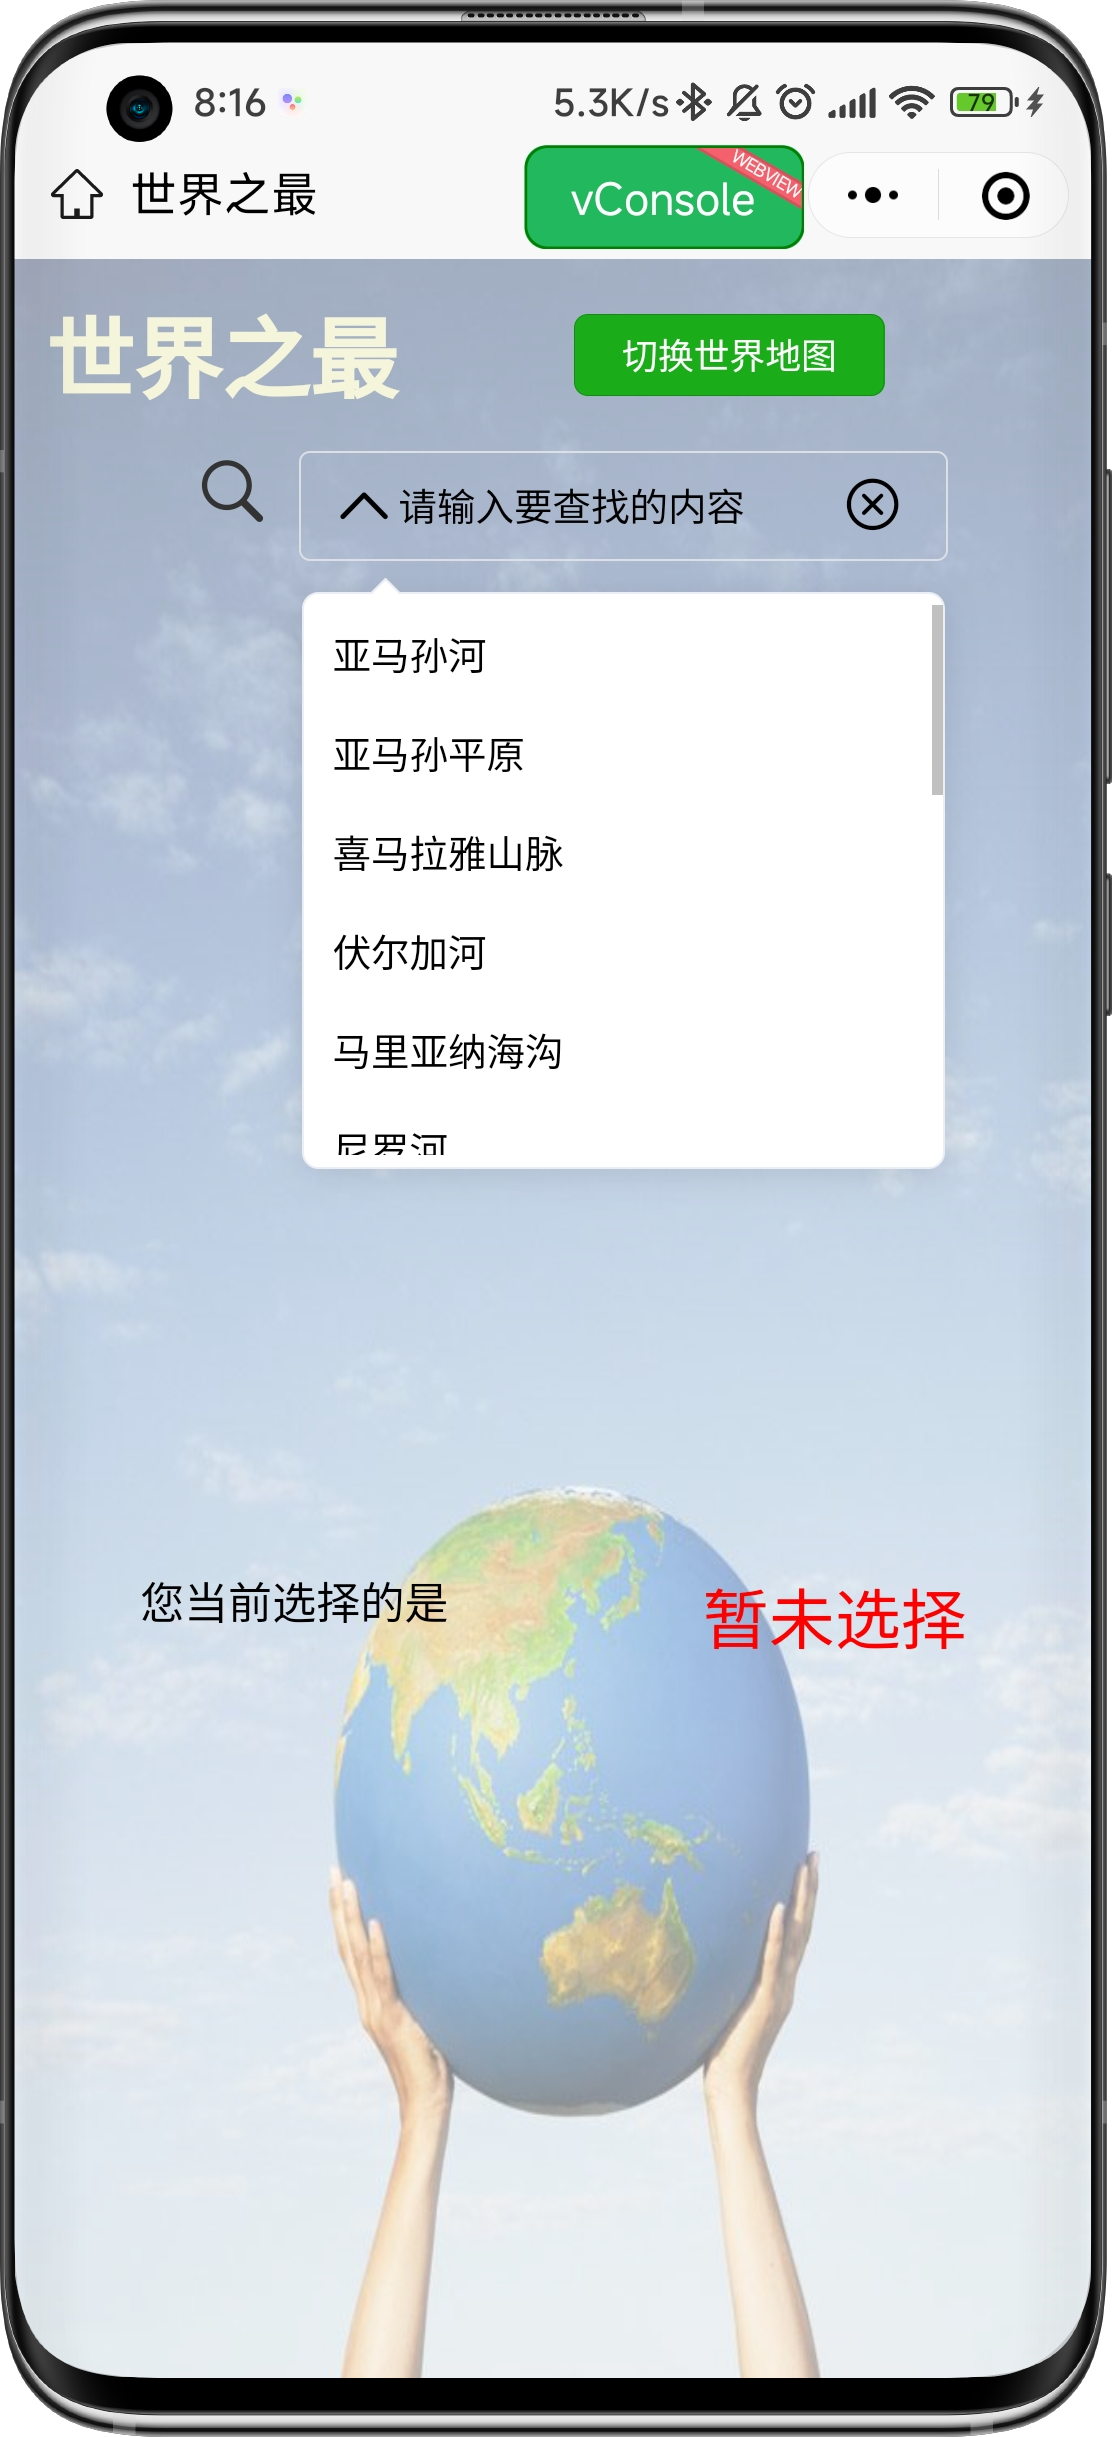 8:16 5.3K/s 79
世界之最 vConsole WEBVIEW
世界之最 切换世界地图
请输入要查找的内容
亚马孙河
亚马孙平原
喜马拉雅山脉
伏尔加河
马里亚纳海沟
尼罗河
您当前选择的是 暂未选择